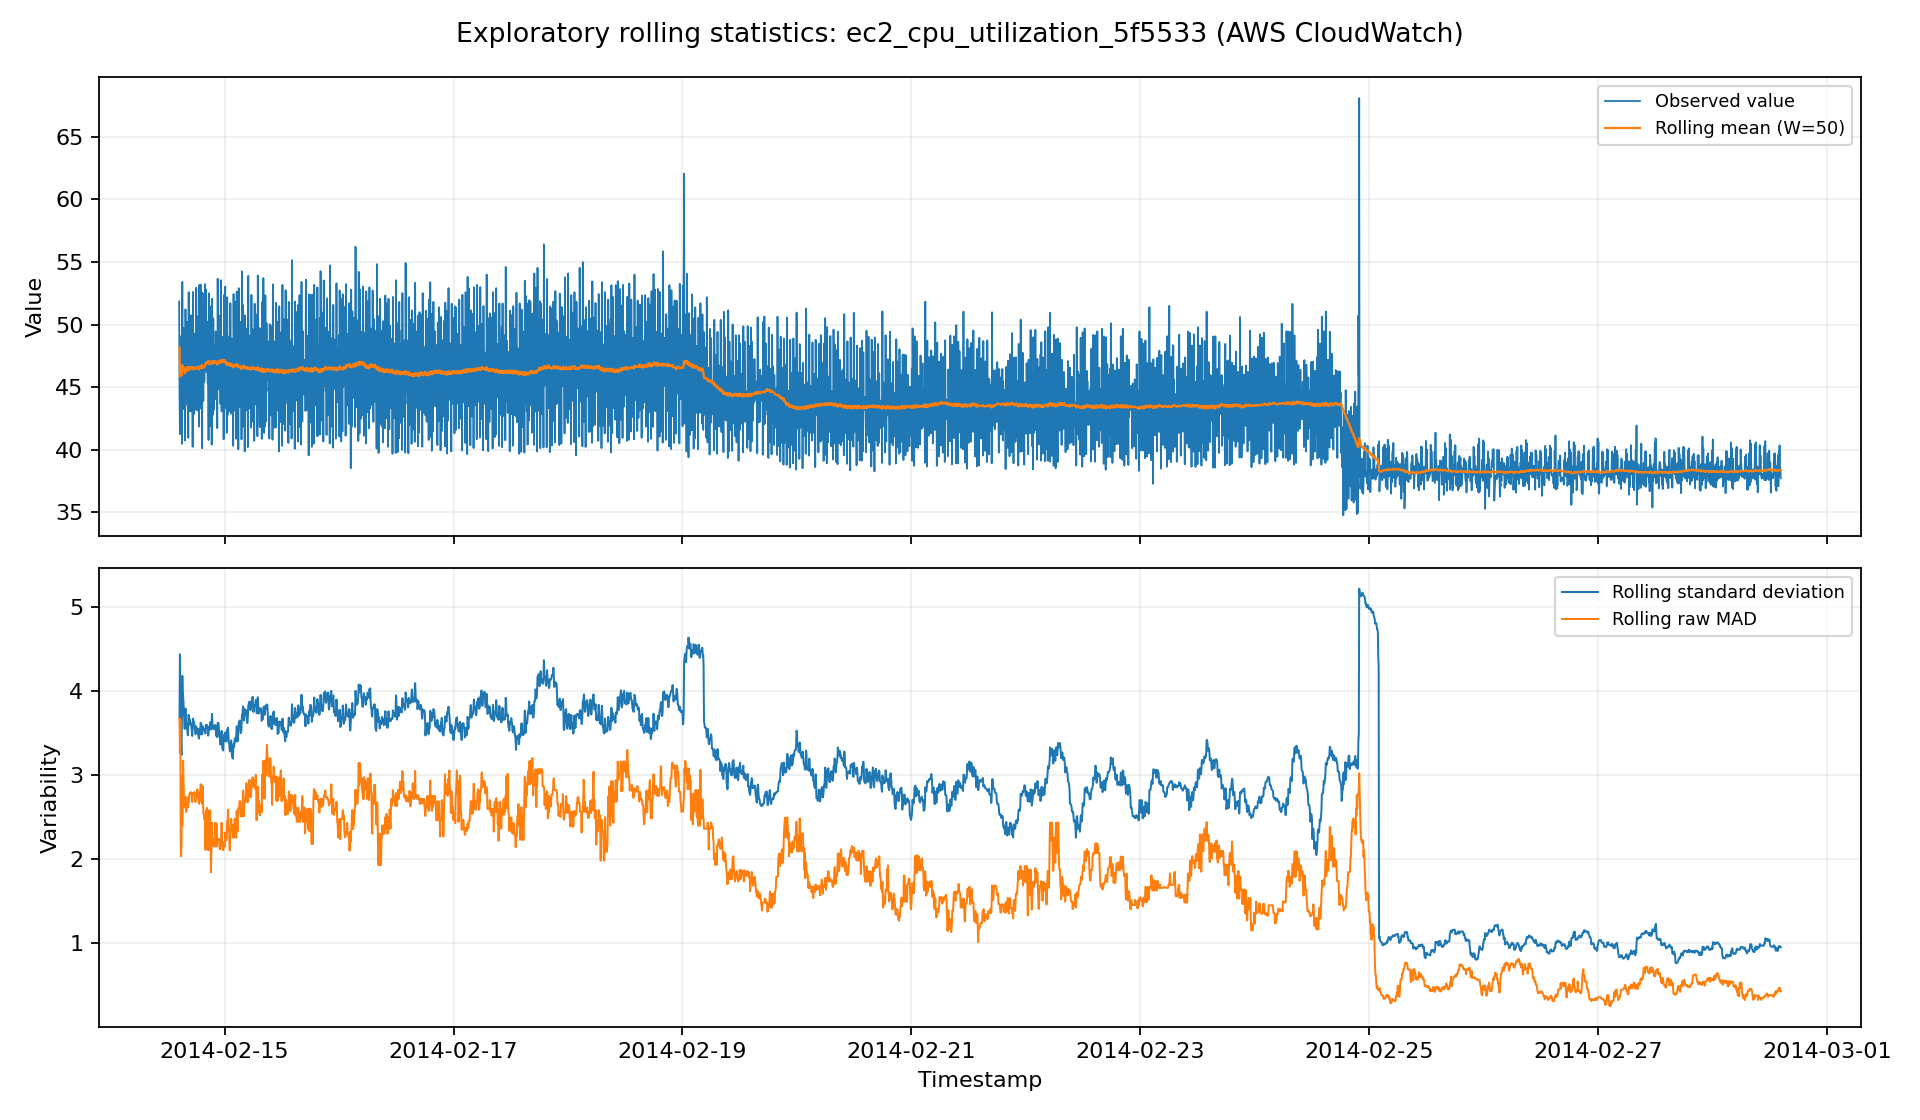 Exploratory rolling statistics: ec2_cpu_utilization_5f5533 (AWS CloudWatch)
Observed value
Rolling mean (W=50)
Value
65
60
55
50
45
40
35
Rolling standard deviation
Rolling raw MAD
Variability
5
4
3
2
1
2014-02-15 2014-02-17 2014-02-19 2014-02-21 2014-02-23 2014-02-25 2014-02-27 2014-03-01
Timestamp